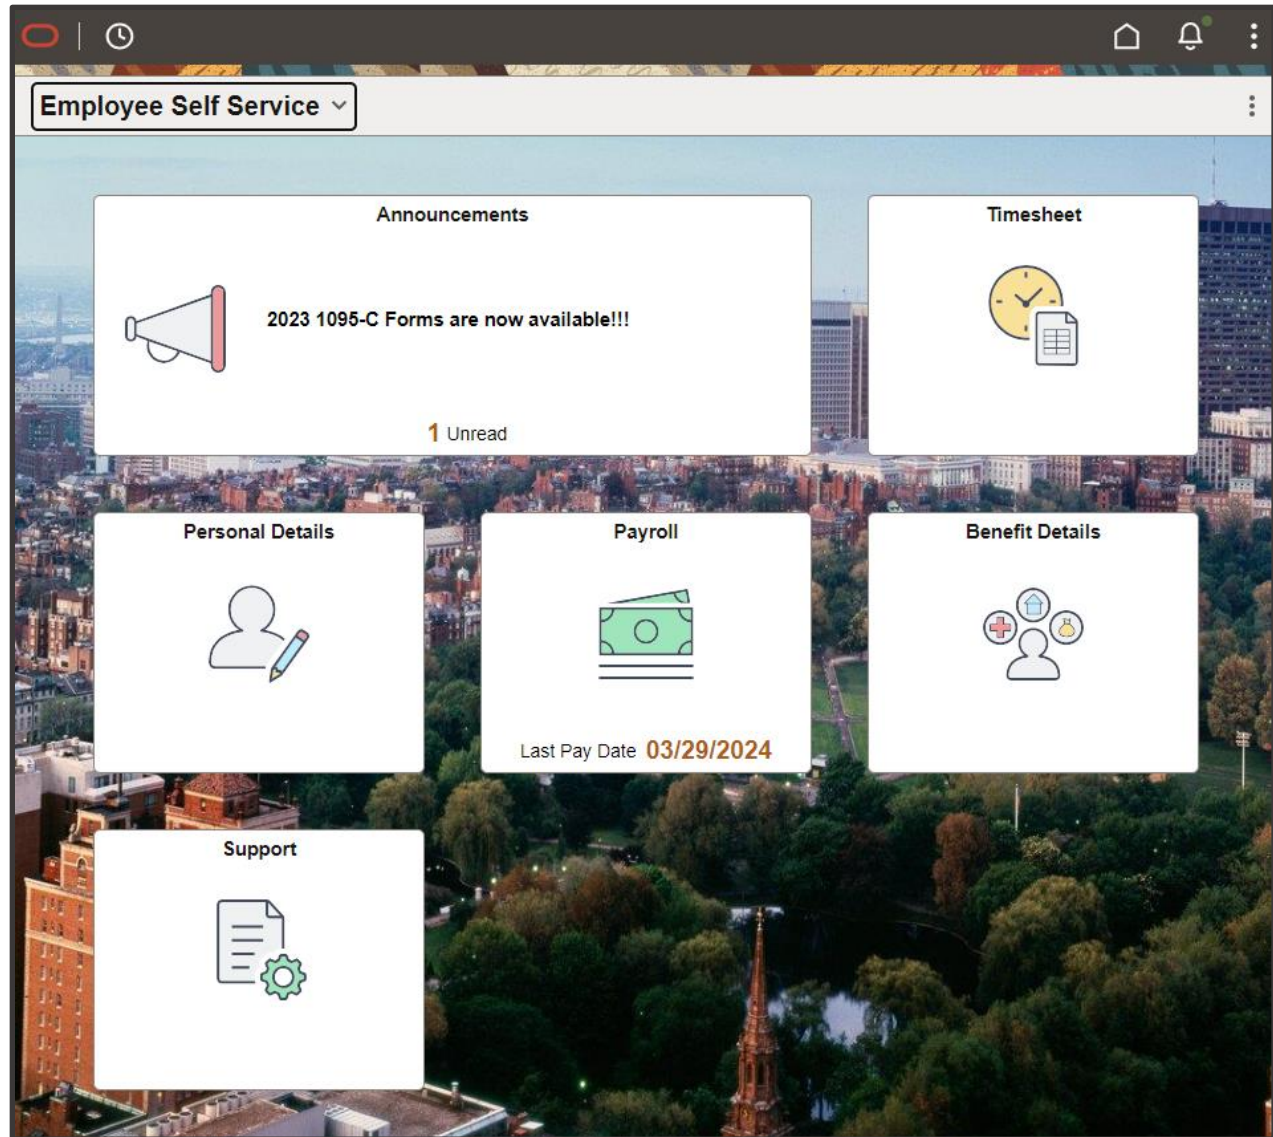 Employee Self Service
Announcements
2023 1095-C Forms are now available!!!
1 Unread
Timesheet
Personal Details
Payroll
Last Pay Date 03/29/2024
Benefit Details
Support